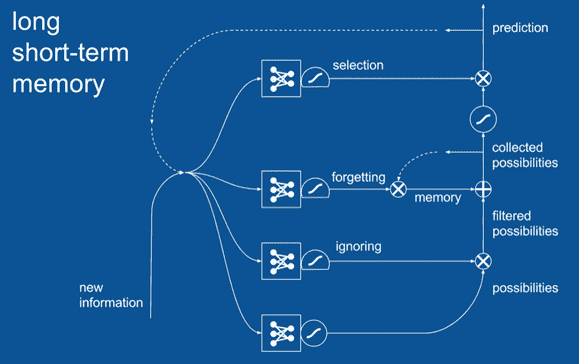 long
short-term
memory
prediction
selection
collected
possibilities
forgetting
memory
filtered
possibilities
ignoring
new
information
possibilities